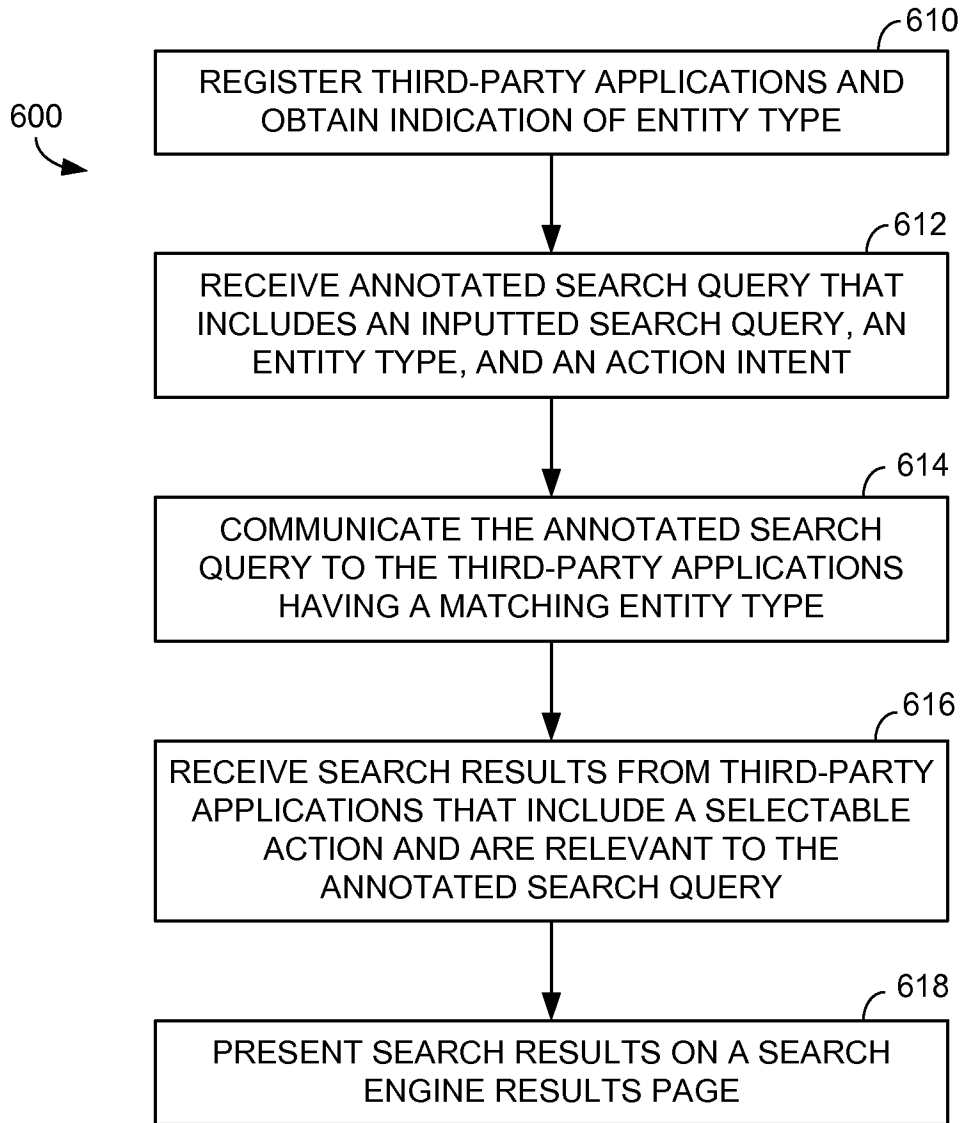 610
REGISTER THIRD-PARTY APPLICATIONS AND
OBTAIN INDICATION OF ENTITY TYPE
600
612
RECEIVE ANNOTATED SEARCH QUERY THAT
INCLUDES AN INPUTTED SEARCH QUERY, AN
ENTITY TYPE, AND AN ACTION INTENT
614
COMMUNICATE THE ANNOTATED SEARCH
QUERY TO THE THIRD-PARTY APPLICATIONS
HAVING A MATCHING ENTITY TYPE
616
RECEIVE SEARCH RESULTS FROM THIRD-PARTY
APPLICATIONS THAT INCLUDE A SELECTABLE
ACTION AND ARE RELEVANT TO THE
ANNOTATED SEARCH QUERY
618
PRESENT SEARCH RESULTS ON A SEARCH
ENGINE RESULTS PAGE